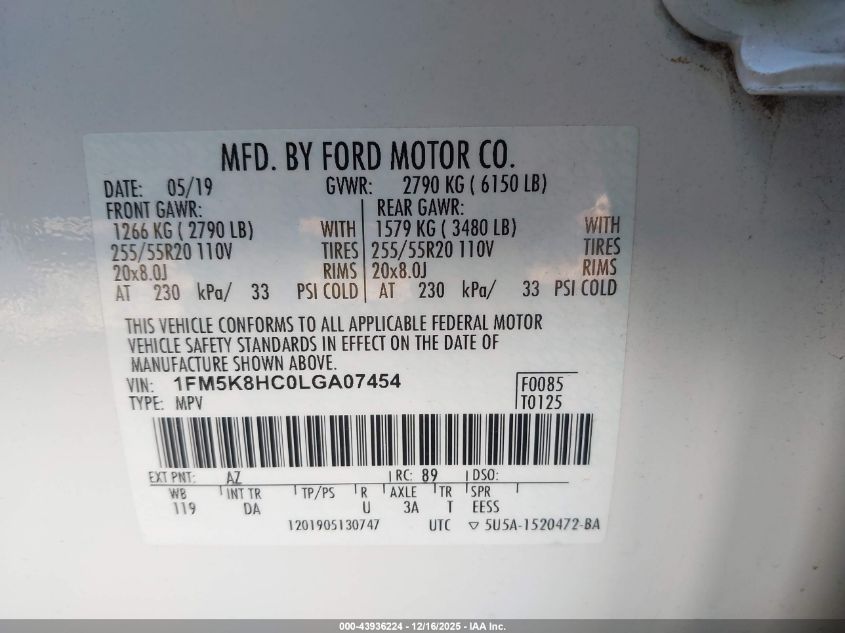 MFD. BY FORD MOTOR CO.
DATE: 05/19 GVWR: 2790 KG ( 6150 LB)
FRONT GAWR: REAR GAWR:
1266 KG ( 2790 LB) WITH 1579 KG ( 3480 LB) WITH
255/55R20 110V TIRES 255/55R20 110V TIRES
20x8.0J RIMS 20x8.0J RIMS
AT 230 kPa/ 33 PSI COLD AT 230 kPa/ 33 PSI COLD
THIS VEHICLE CONFORMS TO ALL APPLICABLE FEDERAL MOTOR
VEHICLE SAFETY STANDARDS IN EFFECT ON THE DATE OF
MANUFACTURE SHOWN ABOVE.
VIN: 1FM5K8HC0LGA07454 F0085
TYPE: MPV T0125
EXT PNT: AZ RC: 89 DSO:
WB INT TR TP/PS R AXLE TR SPR
119 DA U 3A T EESS
1201905130747 UTC ▽ 5U5A-1520472-BA
000-43936224 - 12/16/2025 - IAA Inc.